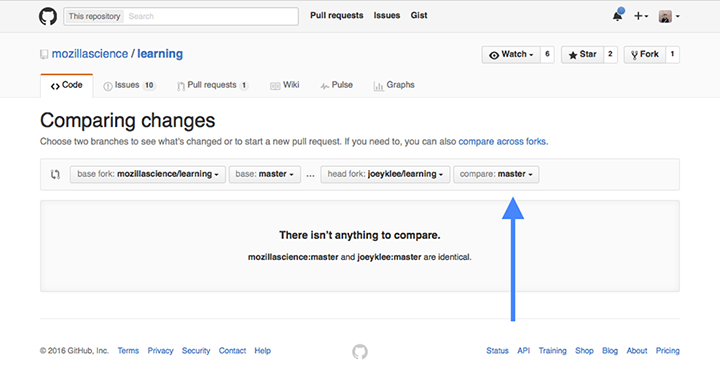 This repository Search Pull requests Issues Gist
mozillascience / learning Watch 6 Star 2 Fork 1
Code Issues 10 Pull requests 1 Wiki Pulse Graphs
Comparing changes
Choose two branches to see what's changed or to start a new pull request. If you need to, you can also compare across forks.
base fork: mozillascience/learning base: master ... head fork: joeyklee/learning compare: master
There isn't anything to compare.
mozillascience:master and joeyklee:master are identical.
© 2016 GitHub, Inc. Terms Privacy Security Contact Help Status API Training Shop Blog About Pricing